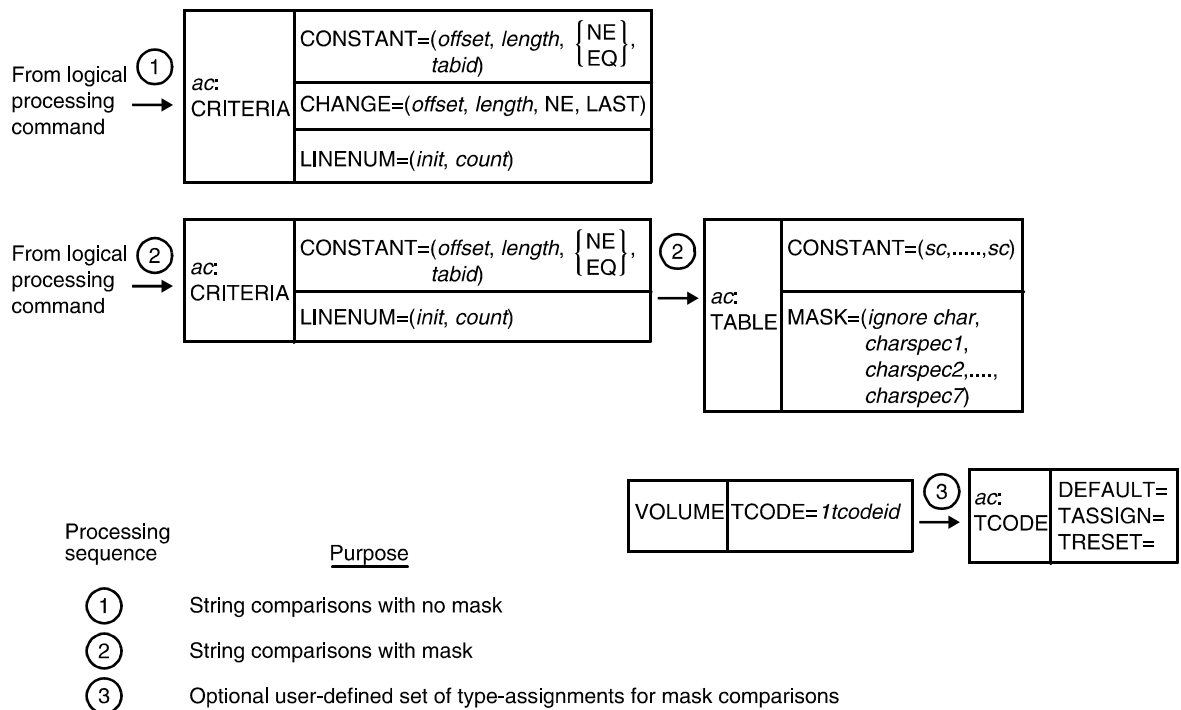 From logical
processing
command
1
ac:
CRITERIA
CONSTANT=(offset, length, {NE
EQ},
tabid)
CHANGE=(offset, length, NE, LAST)
LINENUM=(init, count)
From logical
processing
command
2
ac:
CRITERIA
CONSTANT=(offset, length, {NE
EQ},
tabid)
LINENUM=(init, count)
2
ac:
TABLE
CONSTANT=(sc,.....,sc)
MASK=(ignore char,
charspec1,
charspec2,....,
charspec7)
VOLUME
TCODE=1tcodeid
3
ac:
TCODE
DEFAULT=
TASSIGN=
TRESET=
Processing
sequence
Purpose
1 String comparisons with no mask
2 String comparisons with mask
3 Optional user-defined set of type-assignments for mask comparisons